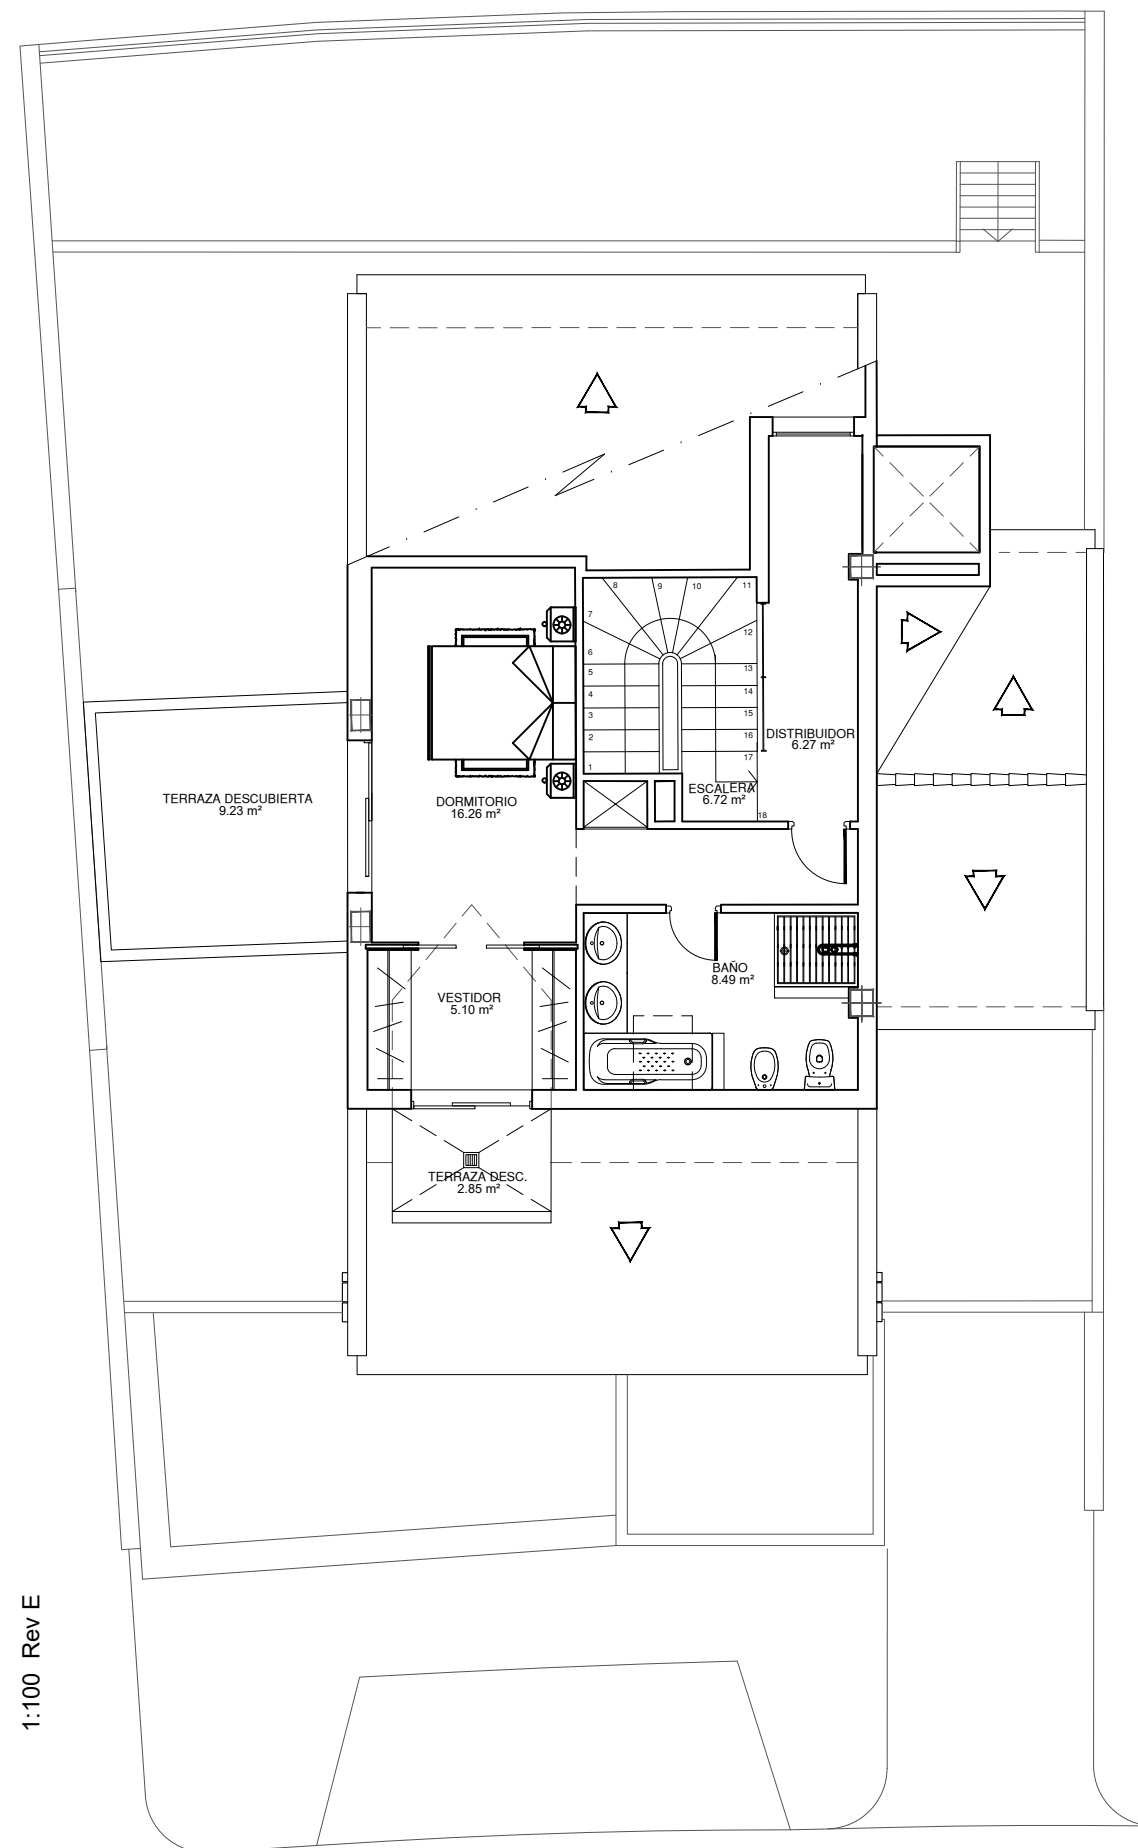 8
9
10
11
7
12
6
13
5
14
4
15
3
16
2
17
1
18
DISTRIBUIDOR
6.27 m²
ESCALERA
6.72 m²
TERRAZA DESCUBIERTA
9.23 m²
DORMITORIO
16.26 m²
BAÑO
8.49 m²
VESTIDOR
5.10 m²
TERRAZA DESC.
2.85 m²
1:100 Rev E